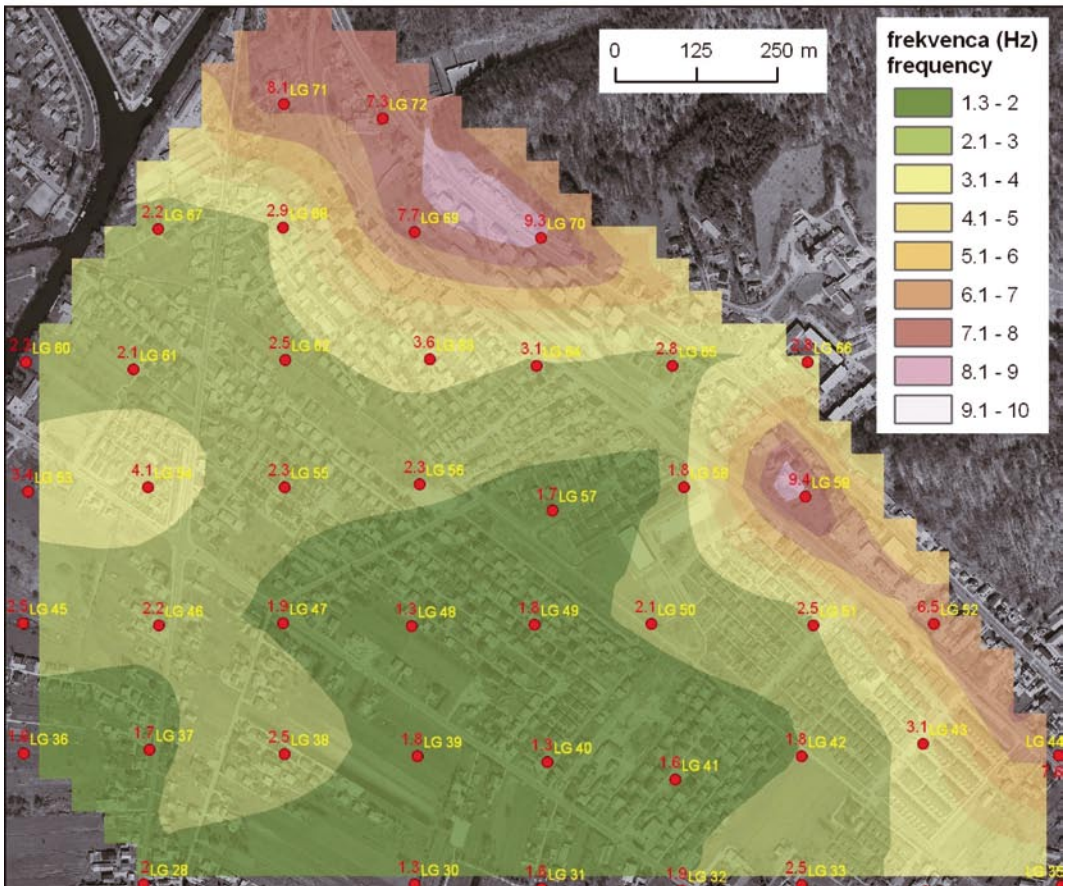 frekvenca (Hz)
frequency
1.3 - 2
2.1 - 3
3.1 - 4
4.1 - 5
5.1 - 6
6.1 - 7
7.1 - 8
8.1 - 9
9.1 - 10
0 125 250 m
8.1 LG 71
7.3 LG 72
2.2 LG 67
2.9 LG 68
7.7 LG 69
9.3 LG 70
LG 60
2.1 LG 61
2.5 LG 62
3.6 LG 63
3.1 LG 64
2.8 LG 65
LG 66
3.4 LG 53
4.1 LG 54
2.3 LG 55
2.3 LG 56
1.7 LG 57
1.8 LG 58
9.4 LG 59
2.5 LG 45
2.2 LG 46
1.9 LG 47
1.3 LG 48
1.8 LG 49
2.1 LG 50
2.5 LG 51
6.5 LG 52
LG 36
1.7 LG 37
2.5 LG 38
1.8 LG 39
1.3 LG 40
1.6 LG 41
1.8 LG 42
3.1 LG 43
LG 44
2 LG 28
1.3 LG 30
LG 31
1.9 LG 32
2.5 LG 33
LG 35